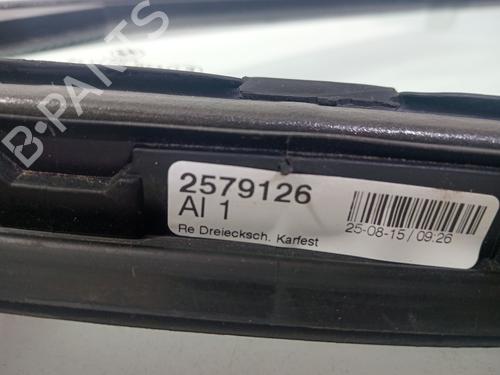 B-PARTS
2579126
AI 1
Re Dreiecksch. Karfest
25-08-15 / 09:26